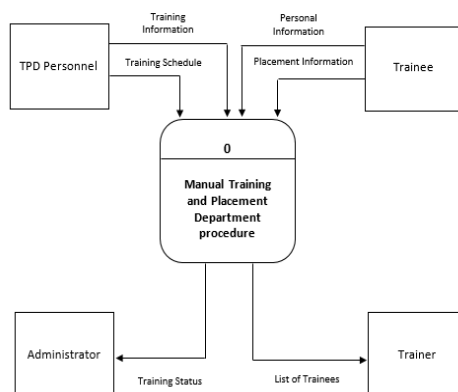 Training
Information
Personal
Information
TPD Personnel
Training Schedule
Placement Information
Trainee
0
Manual Training
and Placement
Department
procedure
Administrator
Trainer
Training Status
List of Trainees